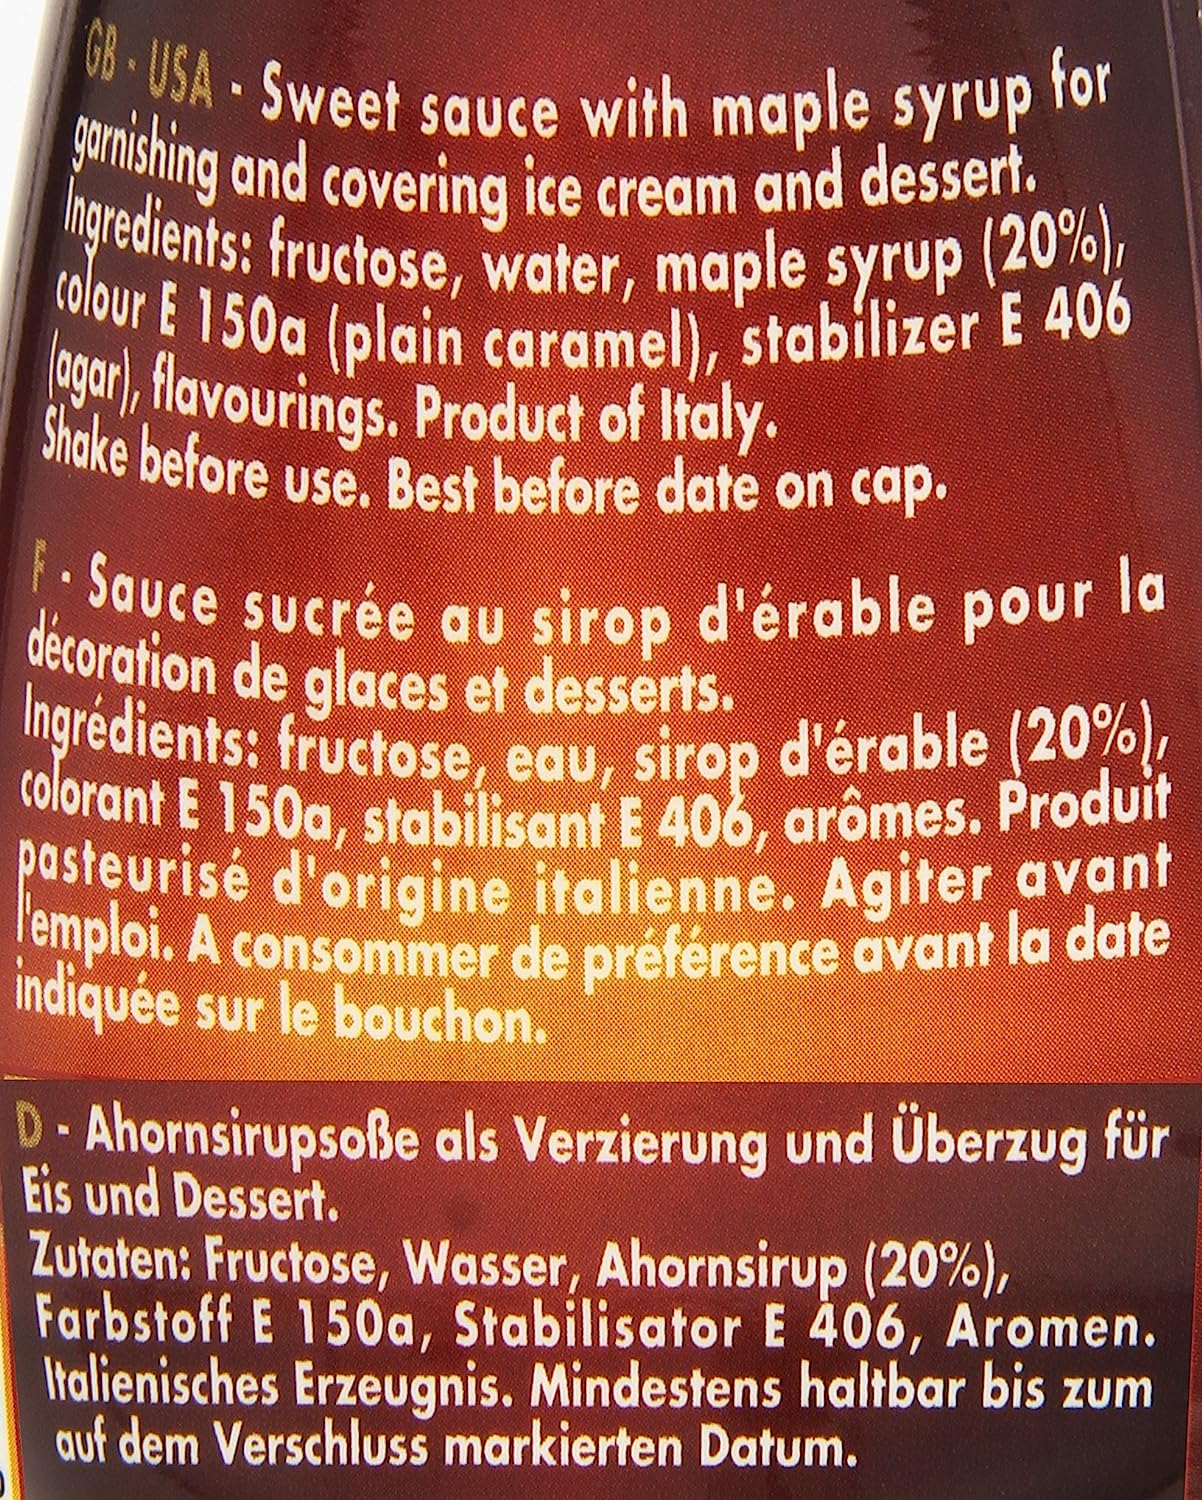 GB - USA - Sweet sauce with maple syrup for
garnishing and covering ice cream and dessert.
Ingredients: fructose, water, maple syrup (20%),
colour E 150a (plain caramel), stabilizer E 406
(agar), flavourings. Product of Italy.
Shake before use. Best before date on cap.
F - Sauce sucrée au sirop d'érable pour la
décoration de glaces et desserts.
Ingrédients: fructose, eau, sirop d'érable (20%),
colorant E 150a, stabilisant E 406, arômes. Produit
pasteurisé d'origine italienne. Agiter avant
l'emploi. A consommer de préférence avant la date
indiquée sur le bouchon.
D - Ahornsirupsoße als Verzierung und Überzug für
Eis und Dessert.
Zutaten: Fructose, Wasser, Ahornsirup (20%),
Farbstoff E 150a, Stabilisator E 406, Aromen.
Italienisches Erzeugnis. Mindestens haltbar bis zum
auf dem Verschluss markierten Datum.